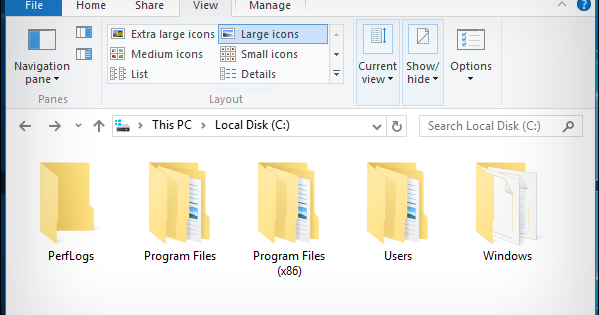 File Home Share View Manage
Extra large icons Large icons
Medium icons Small icons
List Details
Navigation
pane
Current
view
Show/
hide
Options
Panes Layout
This PC Local Disk (C:) Search Local Disk (C:)
PerfLogs Program Files Program Files
(x86) Users Windows